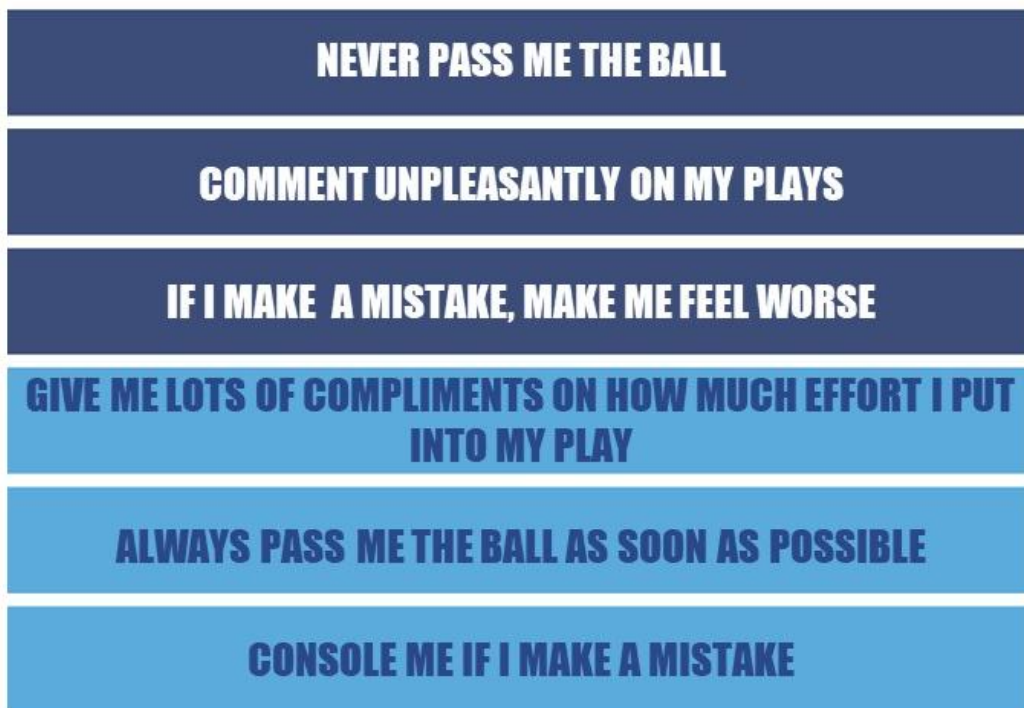 NEVER PASS ME THE BALL
COMMENT UNPLEASANTLY ON MY PLAYS
IF I MAKE A MISTAKE, MAKE ME FEEL WORSE
GIVE ME LOTS OF COMPLIMENTS ON HOW MUCH EFFORT I PUT
INTO MY PLAY
ALWAYS PASS ME THE BALL AS SOON AS POSSIBLE
CONSOLE ME IF I MAKE A MISTAKE